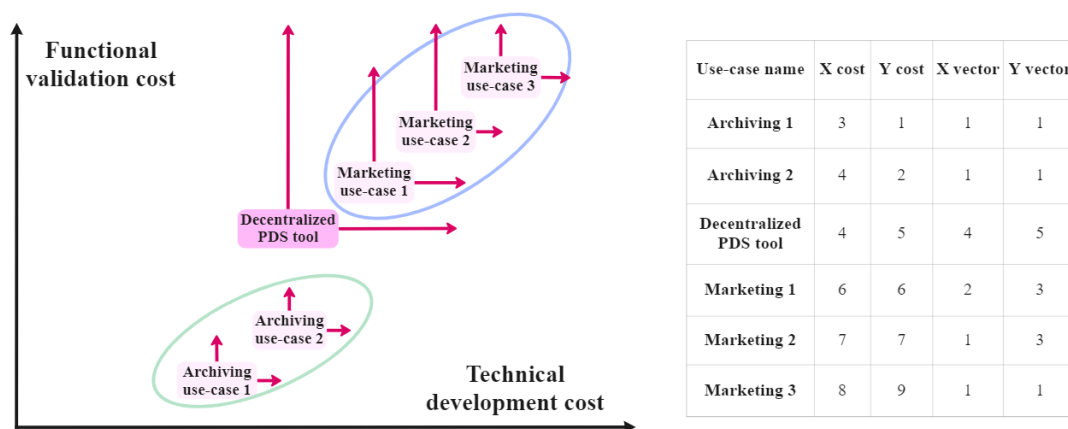 Functional
validation cost
Marketing
use-case 3
Marketing
use-case 2
Marketing
use-case 1
Decentralized
PDS tool
Archiving
use-case 2
Archiving
use-case 1
Technical
development cost
Use-case name X cost Y cost X vector Y vector
Archiving 1 3 1 1 1
Archiving 2 4 2 1 1
Decentralized
PDS tool 4 5 4 5
Marketing 1 6 6 2 3
Marketing 2 7 7 1 3
Marketing 3 8 9 1 1